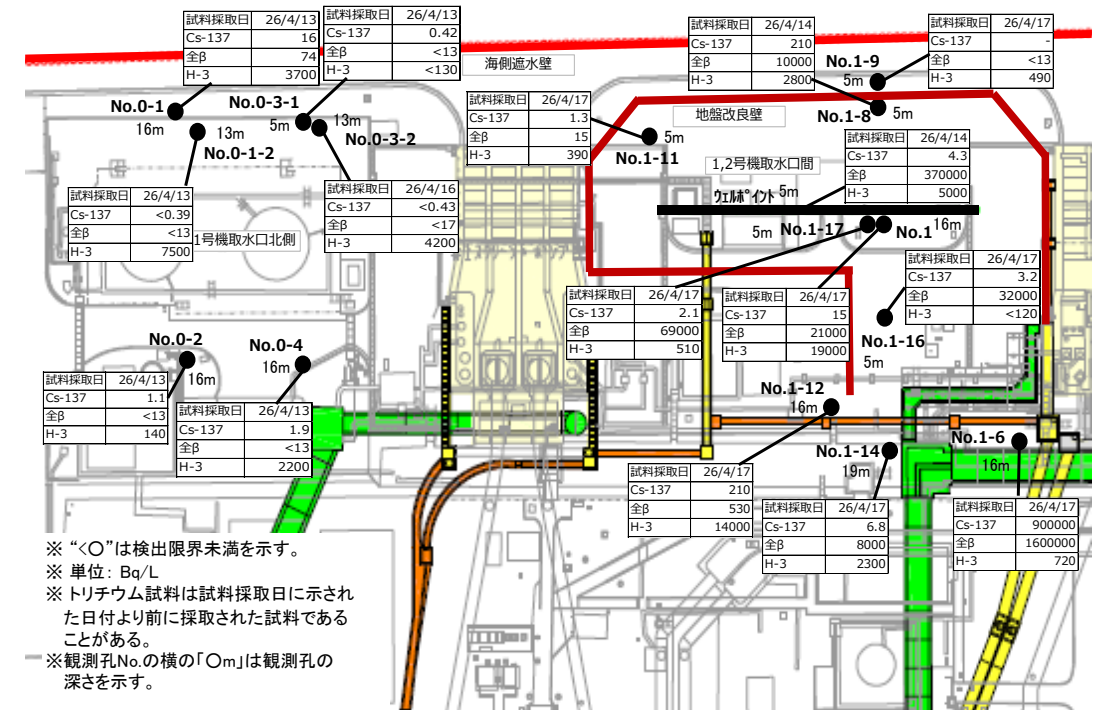 試料採取日 26/4/13
Cs-137 16
全β 74
H-3 3700
試料採取日 26/4/13
Cs-137 0.42
全β <13
H-3 <130
海側遮水壁
試料採取日 26/4/14
Cs-137 210
全β 10000
H-3 2800
試料採取日 26/4/17
Cs-137 -
全β <13
H-3 490
No.1-9
5m
No.1-8
5m
No.0-1
16m
No.0-3-1
5m
13m
No.0-3-2
13m
No.0-1-2
試料採取日 26/4/17
Cs-137 1.3
全β 15
H-3 390
5m
No.1-11
地盤改良壁
1,2号機取水口間
試料採取日 26/4/14
Cs-137 4.3
全β 370000
H-3 5000
ウェルポイント 5m
5m No.1-17
No.1 16m
試料採取日 26/4/13
Cs-137 <0.39
全β <13
H-3 7500
1号機取水口北側
試料採取日 26/4/16
Cs-137 <0.43
全β <17
H-3 4200
試料採取日 26/4/17
Cs-137 3.2
全β 32000
H-3 <120
試料採取日 26/4/17
Cs-137 2.1
全β 69000
H-3 510
試料採取日 26/4/17
Cs-137 15
全β 21000
H-3 19000
No.1-16
5m
No.0-2
16m
No.0-4
16m
試料採取日 26/4/13
Cs-137 1.1
全β <13
H-3 140
試料採取日 26/4/13
Cs-137 1.9
全β <13
H-3 2200
No.1-12
16m
No.1-14
19m
No.1-6
16m
試料採取日 26/4/17
Cs-137 210
全β 530
H-3 14000
試料採取日 26/4/17
Cs-137 6.8
全β 8000
H-3 2300
試料採取日 26/4/17
Cs-137 900000
全β 1600000
H-3 720
※ “<〇”は検出限界未満を示す。
※ 単位: Bq/L
※ トリチウム試料は試料採取日に示され
た日付より前に採取された試料である
ことがある。
※観測孔No.の横の「〇m」は観測孔の
深さを示す。